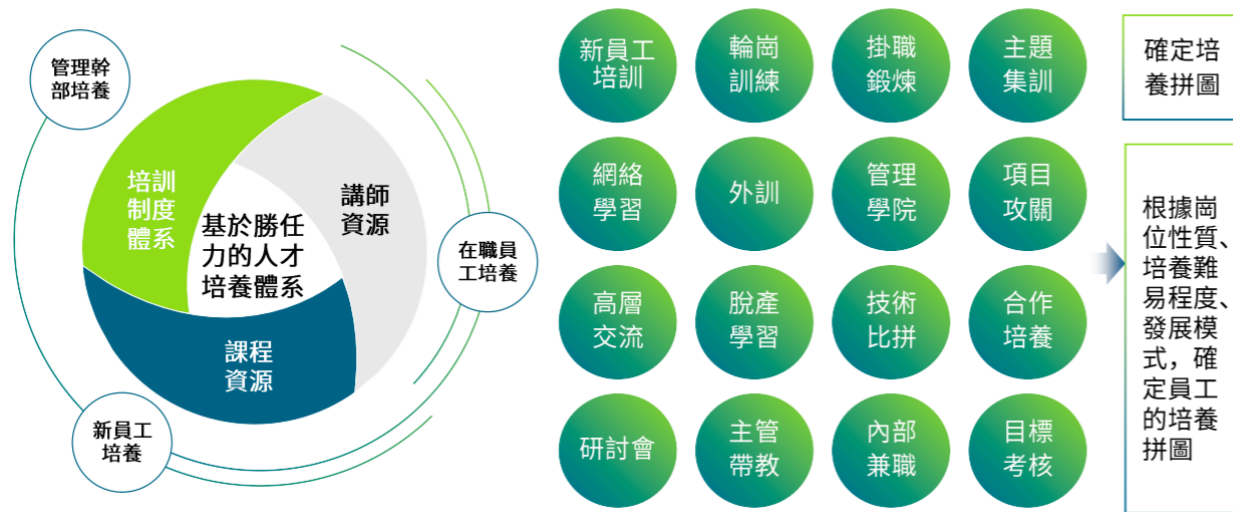 管理幹
部培養
培訓
制度
體系
講師
資源
基於勝任
力的人才
培養體系
在職員
工培養
課程
資源
新員工
培養
新員工
培訓
輪崗
訓練
掛職
鍛煉
主題
集訓
網絡
學習
外訓
管理
學院
項目
攻關
高層
交流
脫產
學習
技術
比拼
合作
培養
研討會
主管
帶教
內部
兼職
目標
考核
確定培
養拼圖
根據崗
位性質、
培養難
易程度、
發展模
式，確
定員工
的培養
拼圖